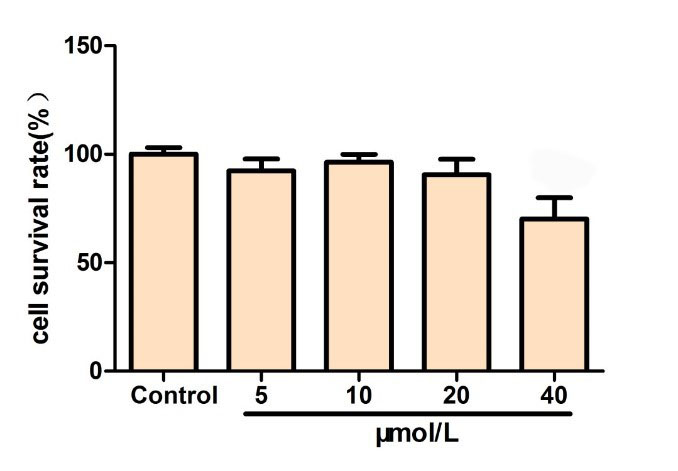 150
100
50
0
cell survival rate(%）
Control 5 10 20 40
μmol/L